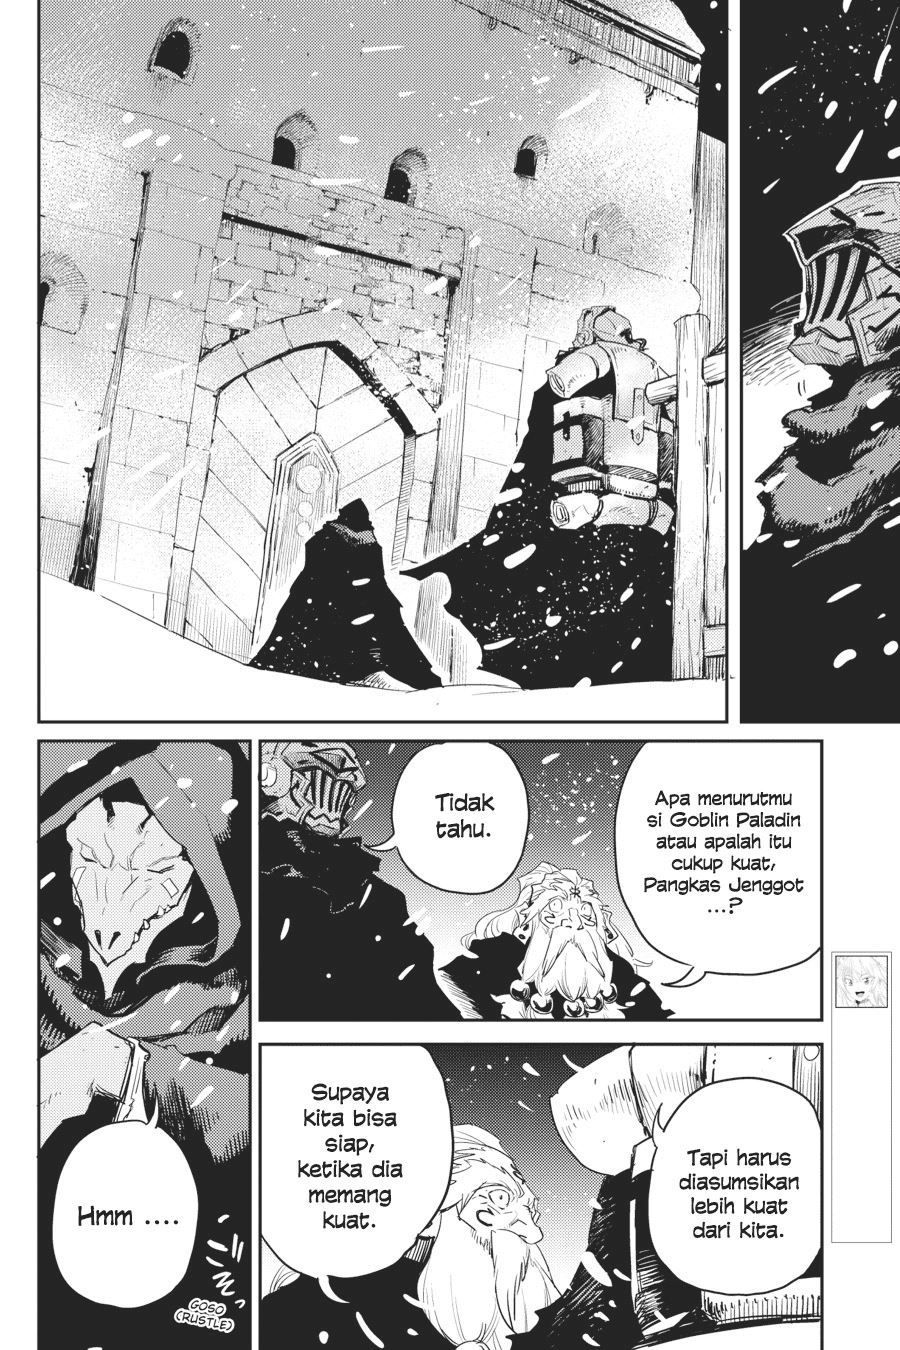 Apa menurutmu
si Goblin Paladin
atau apalah itu
cukup kuat,
Pangkas Jenggot
...?
Tidak
tahu.
Tapi harus
diasumsikan
lebih kuat
dari kita.
Supaya
kita bisa
siap,
ketika dia
memang
kuat.
Hmm ....
GOSO
(RUSTLE)